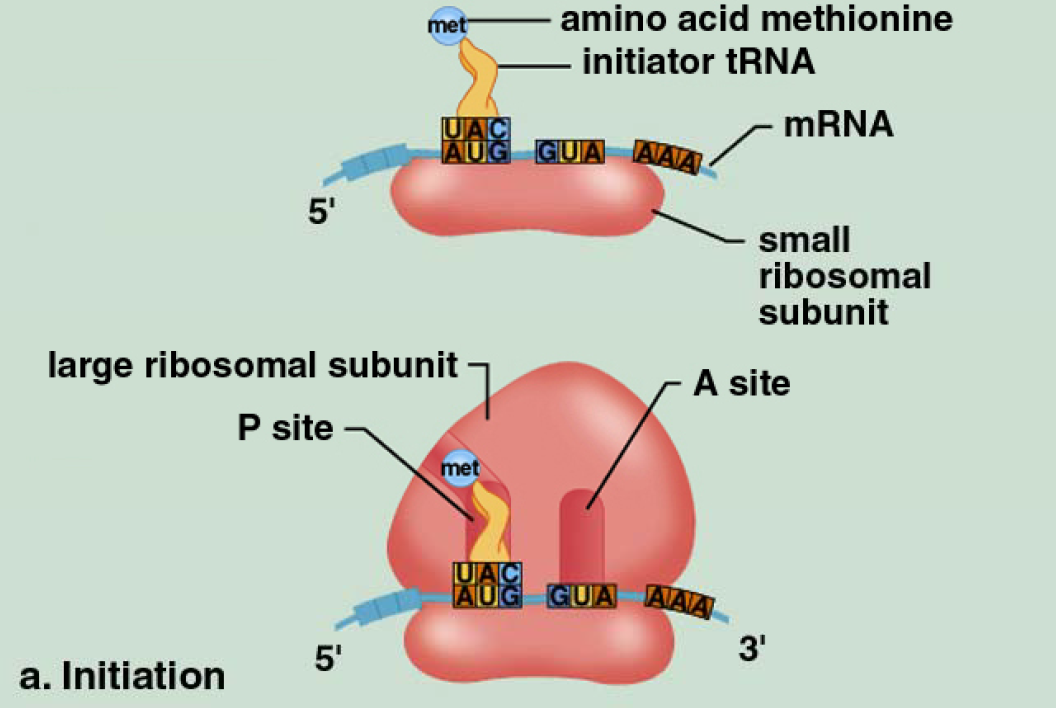 met
amino acid methionine
initiator tRNA
mRNA
UAC
AUG GUA AAA
5'
small
ribosomal
subunit
large ribosomal subunit
A site
P site
met
UAC
AUG GUA AAA
5'
3'
a. Initiation